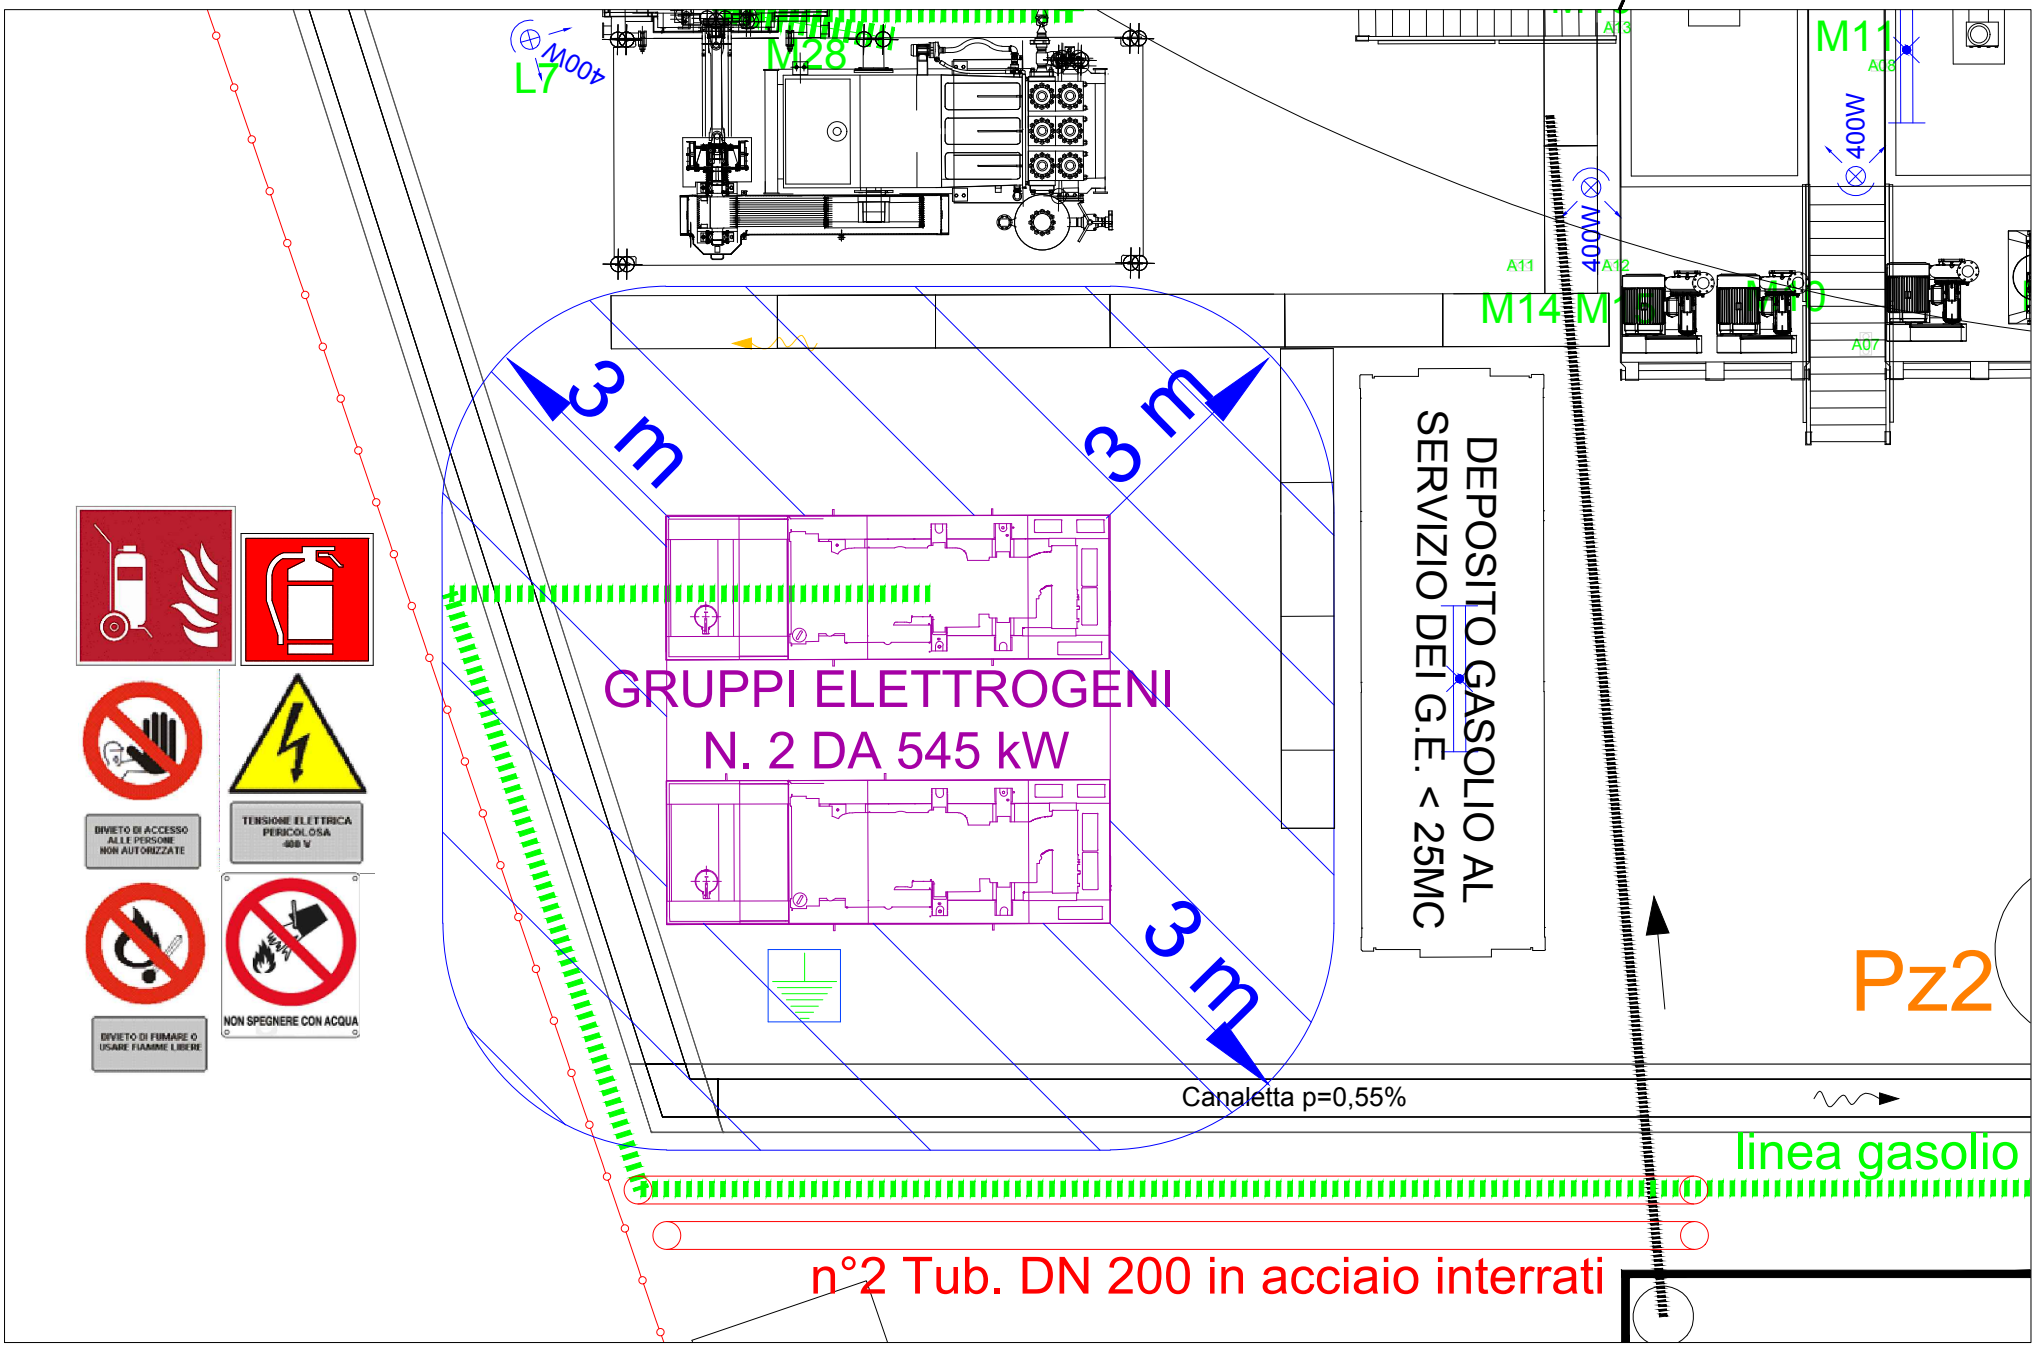 M28
L7
400W
A13
M11
A08
400W
400W
A11
A12
M14
M10
A07
3 m
3 m
DEPOSITO GASOLIO AL
SERVIZIO DEI G.E. < 25MC
GRUPPI ELETTROGENI
N. 2 DA 545 kW
DIVIETO DI ACCESSO
ALLE PERSONE
NON AUTORIZZATE
TENSIONE ELETTRICA
PERICOLOSA
400 V
3 m
Pz2
NON SPEGNERE CON ACQUA
DIVIETO DI FUMARE O
USARE FIAMME LIBERE
Canaletta p=0,55%
linea gasolio
n°2 Tub. DN 200 in acciaio interrati